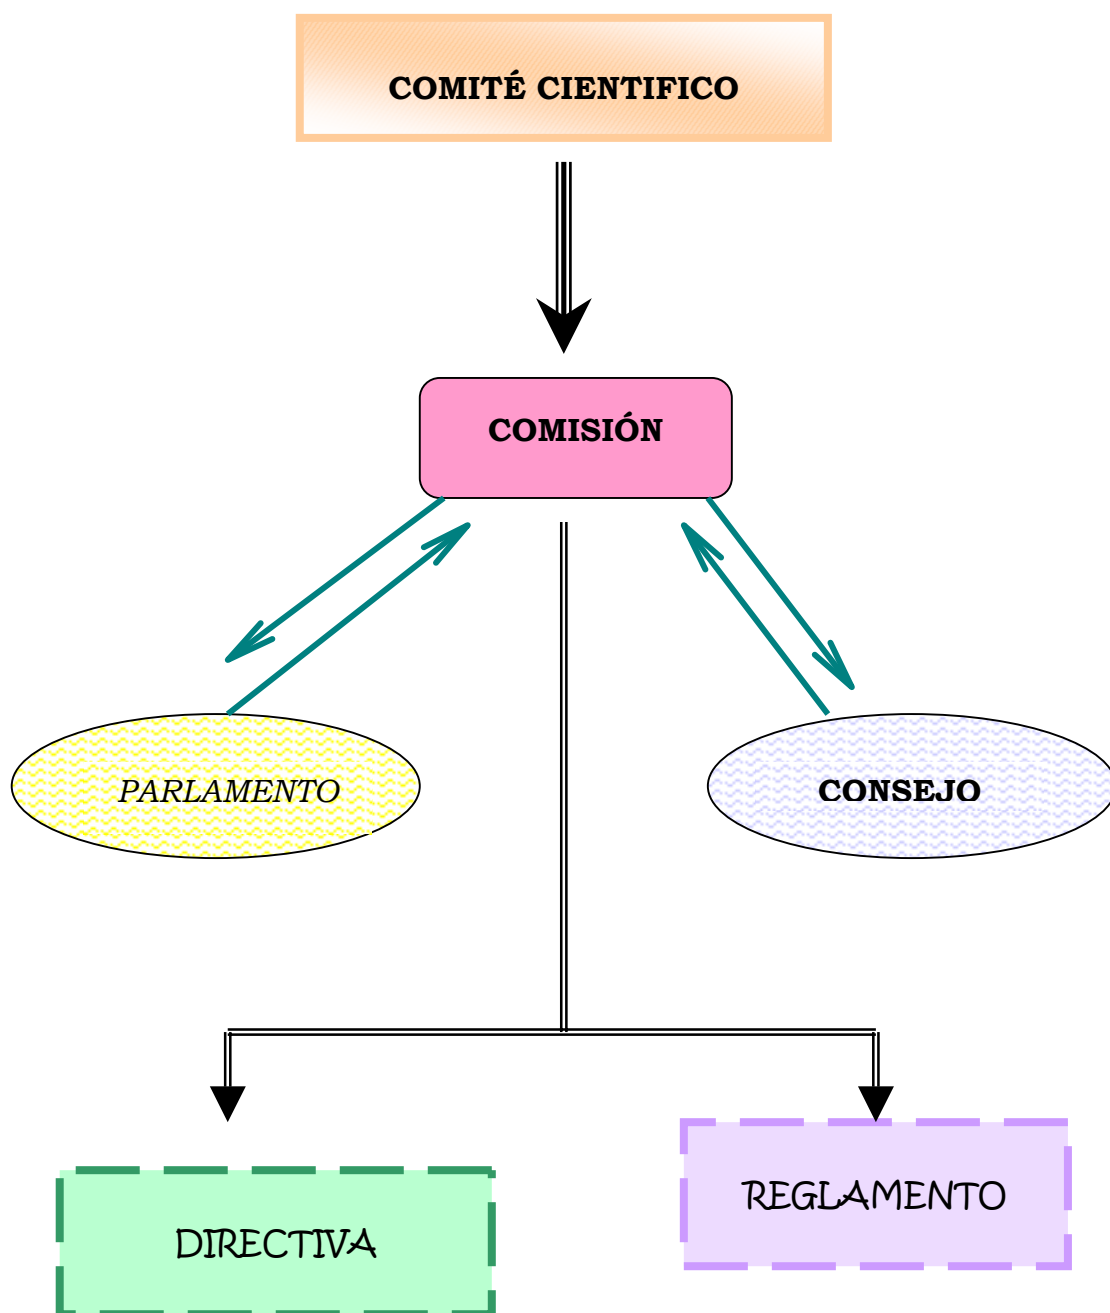 COMITÉ CIENTIFICO
COMISIÓN
PARLAMENTO
CONSEJO
REGLAMENTO
DIRECTIVA